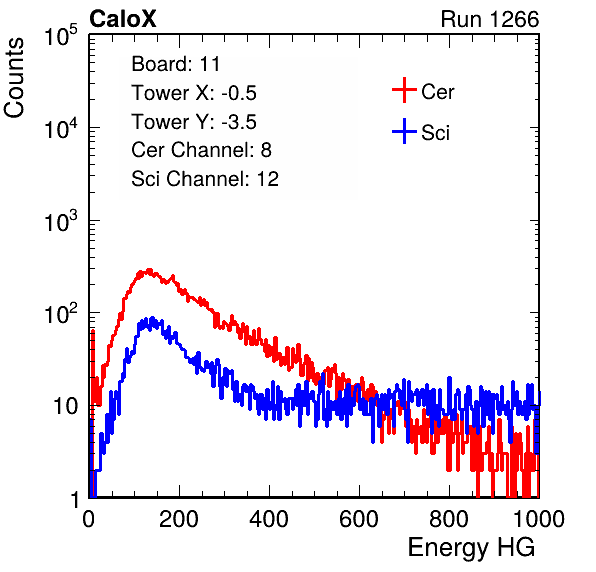 CaloX Run 1266
Counts
10^5
10^4
10^3
10^2
10
1
Board: 11
Tower X: -0.5
Tower Y: -3.5
Cer Channel: 8
Sci Channel: 12
Cer
Sci
0 200 400 600 800 1000
Energy HG